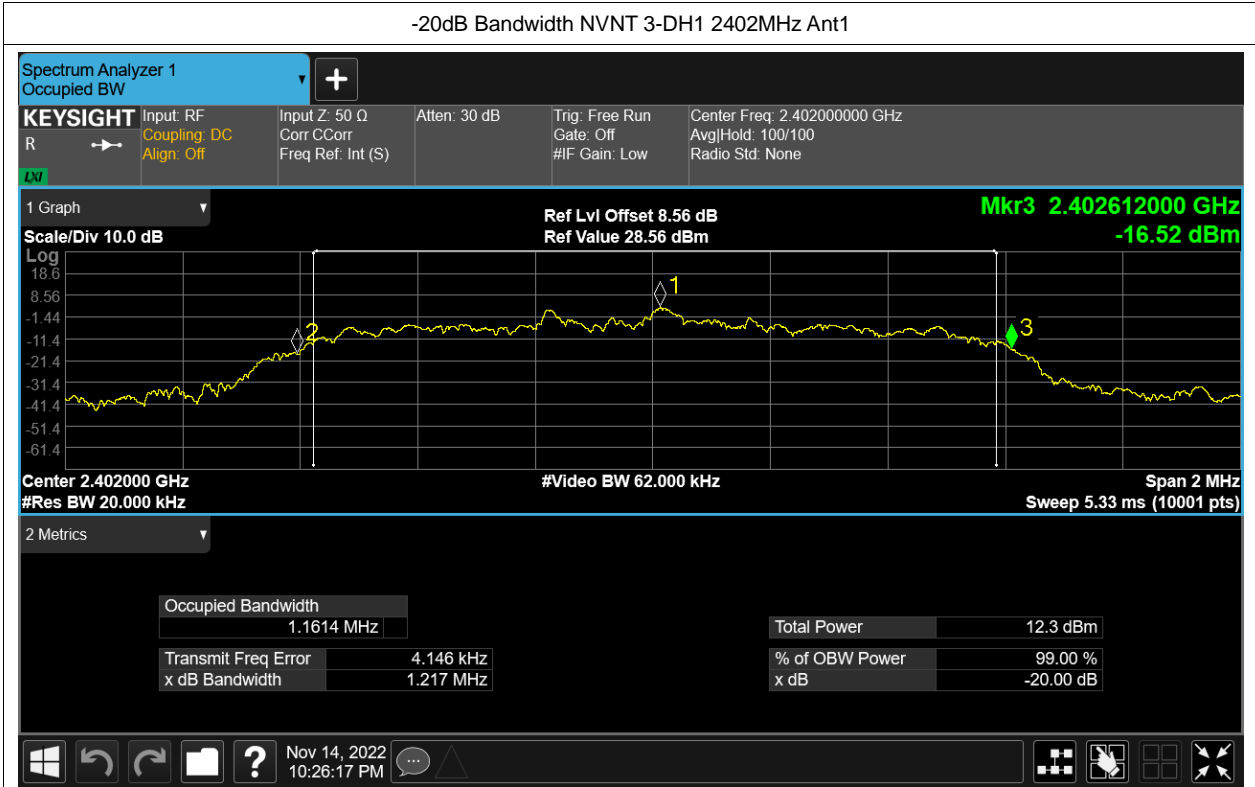 -20dB Bandwidth NVNT 3-DH1 2402MHz Ant1
Spectrum Analyzer 1
Occupied BW
KEYSIGHT
R
LXI
Input: RF
Coupling: DC
Align: Off
Input Z: 50 Ω
Corr CCorr
Freq Ref: Int (S)
Atten: 30 dB
Trig: Free Run
Gate: Off
#IF Gain: Low
Center Freq: 2.402000000 GHz
Avg|Hold: 100/100
Radio Std: None
1 Graph
Scale/Div 10.0 dB
Ref Lvl Offset 8.56 dB
Ref Value 28.56 dBm
Mkr3 2.402612000 GHz
-16.52 dBm
Log
18.6
8.56
-1.44
-11.4
-21.4
-31.4
-41.4
-51.4
-61.4
1
2
3
Center 2.402000 GHz
#Res BW 20.000 kHz
#Video BW 62.000 kHz
Span 2 MHz
Sweep 5.33 ms (10001 pts)
2 Metrics
Occupied Bandwidth
1.1614 MHz
Transmit Freq Error 4.146 kHz
x dB Bandwidth 1.217 MHz
Total Power 12.3 dBm
% of OBW Power 99.00 %
x dB -20.00 dB
?
Nov 14, 2022
10:26:17 PM